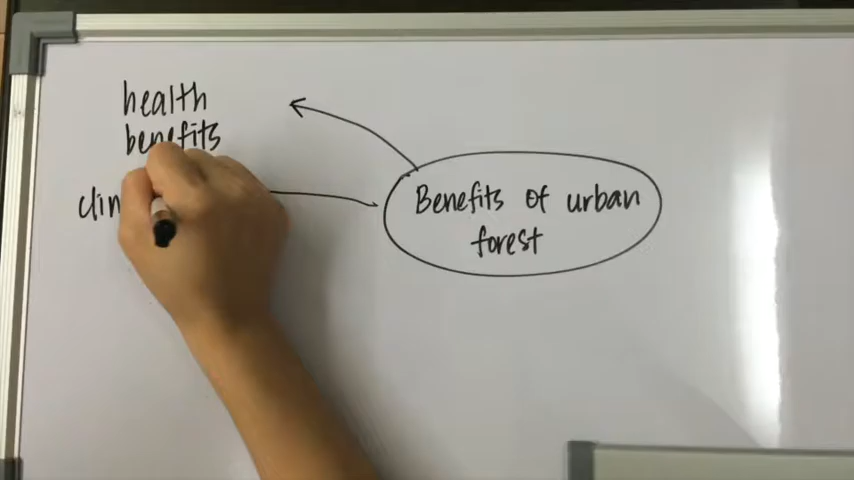 health
benefits
Benefits of urban
forest